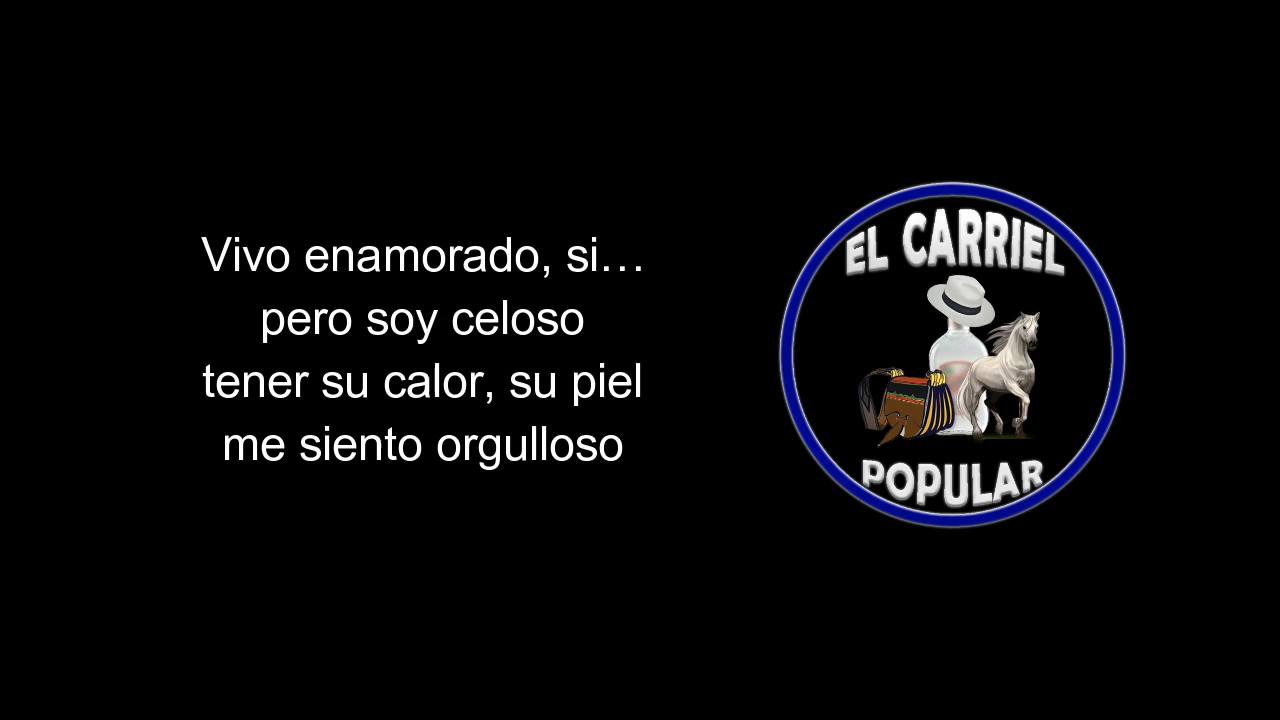 Vivo enamorado, si…
pero soy celoso
tener su calor, su piel
me siento orgulloso
EL CARRIEL
POPULAR